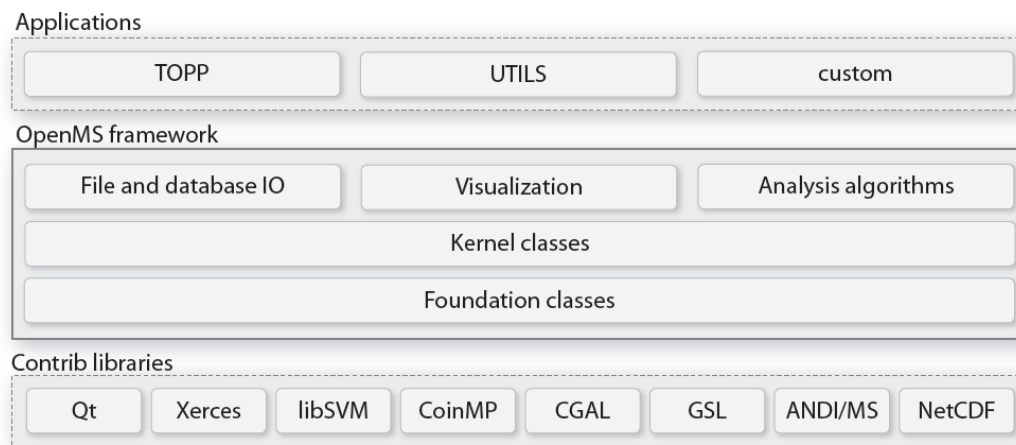 Applications
TOPP UTILS custom
OpenMS framework
File and database IO Visualization Analysis algorithms
Kernel classes
Foundation classes
Contrib libraries
Qt Xerces libSVM CoinMP CGAL GSL ANDI/MS NetCDF